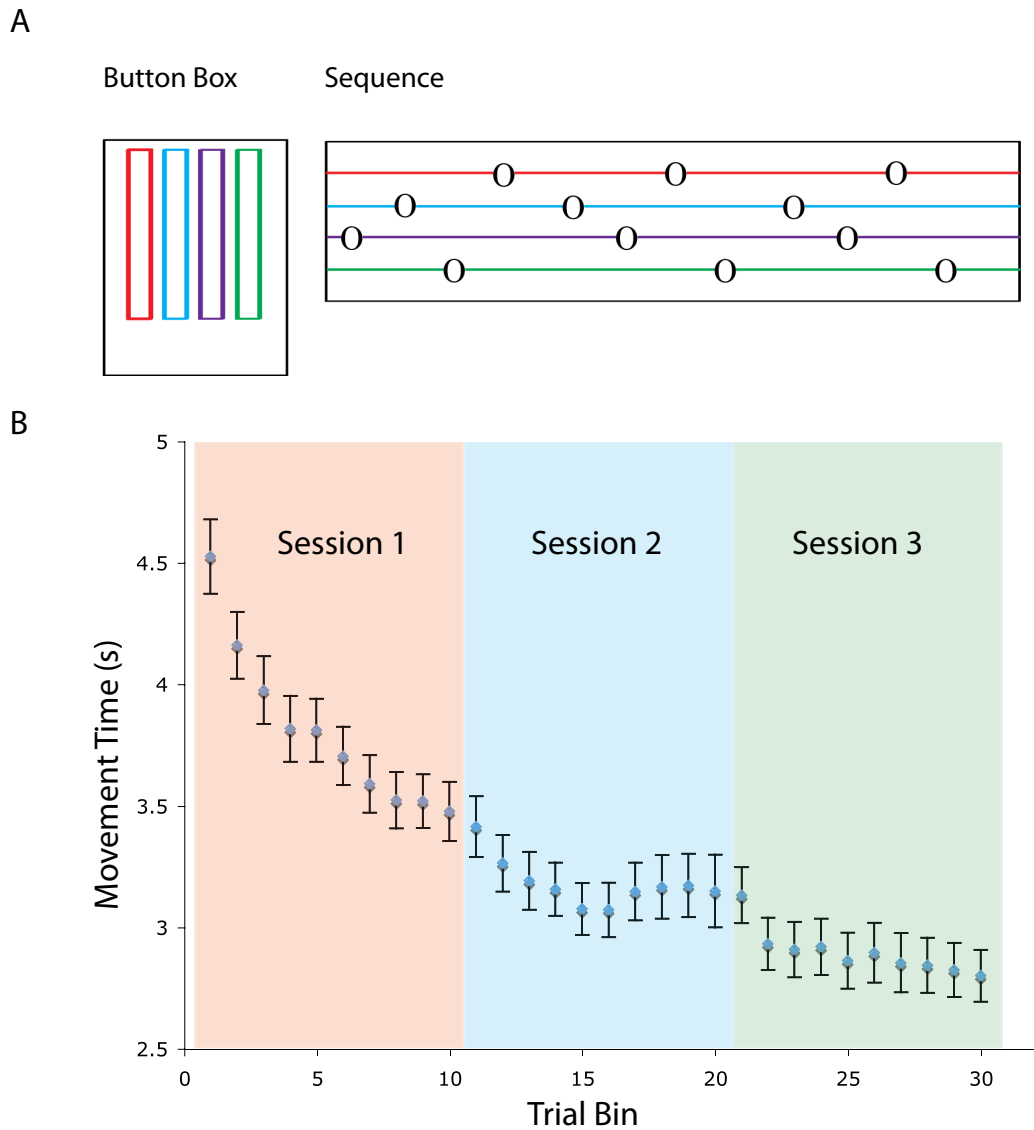 A
Button Box
Sequence
O O O
O O O
O O O
O O O
B
5
Session 1 Session 2 Session 3
4.5
4
3.5
3
2.5
Movement Time (s)
0 5 10 15 20 25 30
Trial Bin